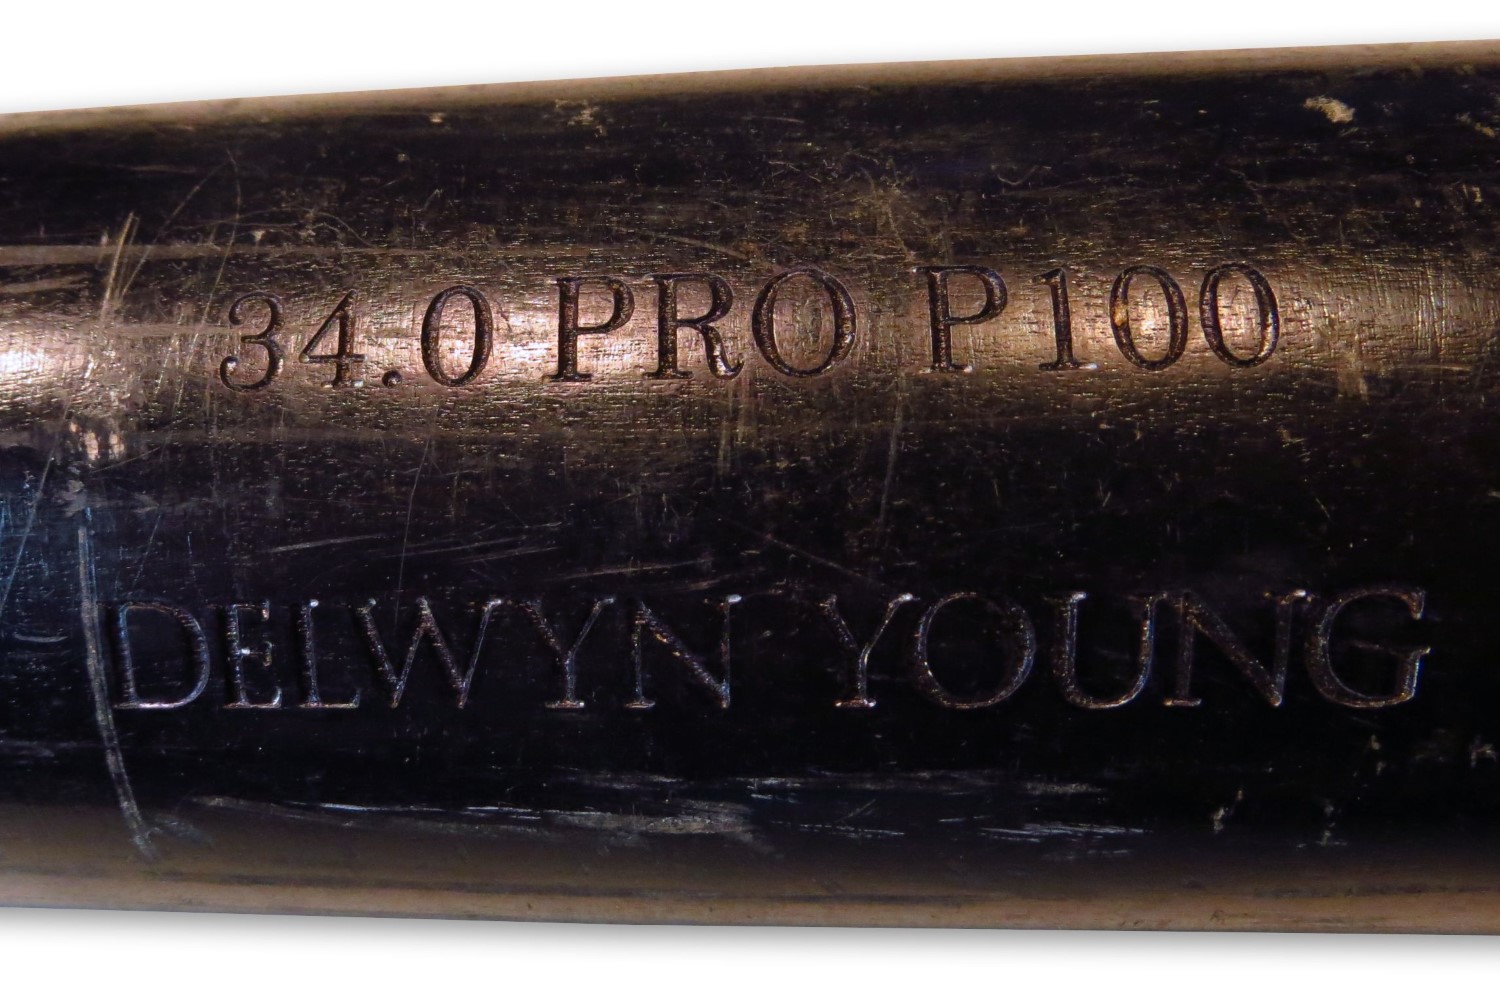 34.0 PRO P100
DELWYN YOUNG